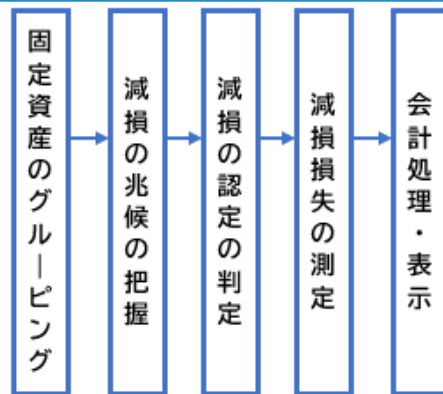 固定資産のグルーピング
減損の兆候の把握
減損の認定の判定
減損損失の測定
会計処理・表示